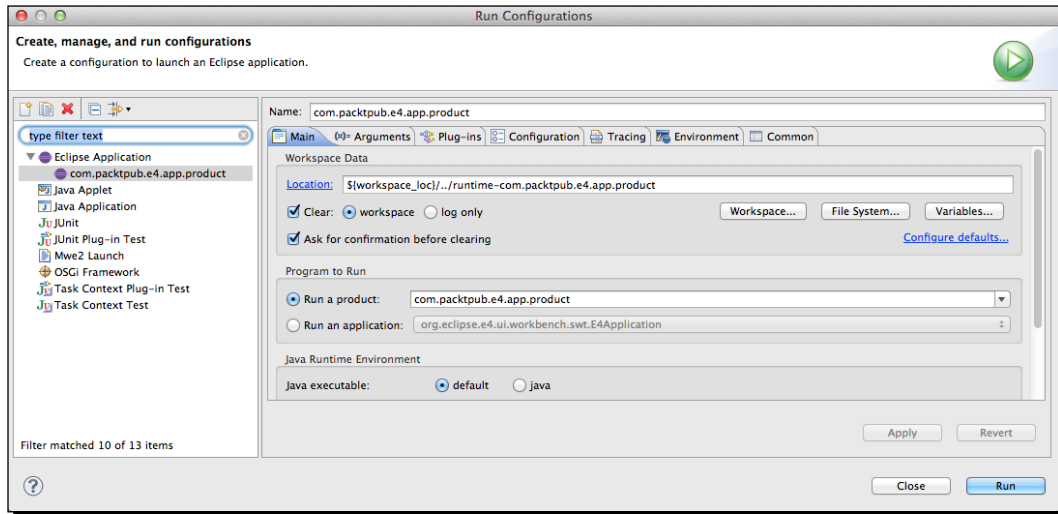 Run Configurations
Create, manage, and run configurations
Create a configuration to launch an Eclipse application.
type filter text
Eclipse Application
com.packtpub.e4.app.product
Java Applet
Java Application
JUnit
JUnit Plug-in Test
Mwe2 Launch
OSGi Framework
Task Context Plug-in Test
Task Context Test
Filter matched 10 of 13 items
Name: com.packtpub.e4.app.product
Main (x)= Arguments Plug-ins Configuration Tracing Environment Common
Workspace Data
Location: ${workspace_loc}/../runtime-com.packtpub.e4.app.product
Clear: workspace log only Workspace... File System... Variables...
Ask for confirmation before clearing Configure defaults...
Program to Run
Run a product: com.packtpub.e4.app.product
Run an application: org.eclipse.e4.ui.workbench.swt.E4Application
Java Runtime Environment
Java executable: default java
Apply Revert
? Close Run